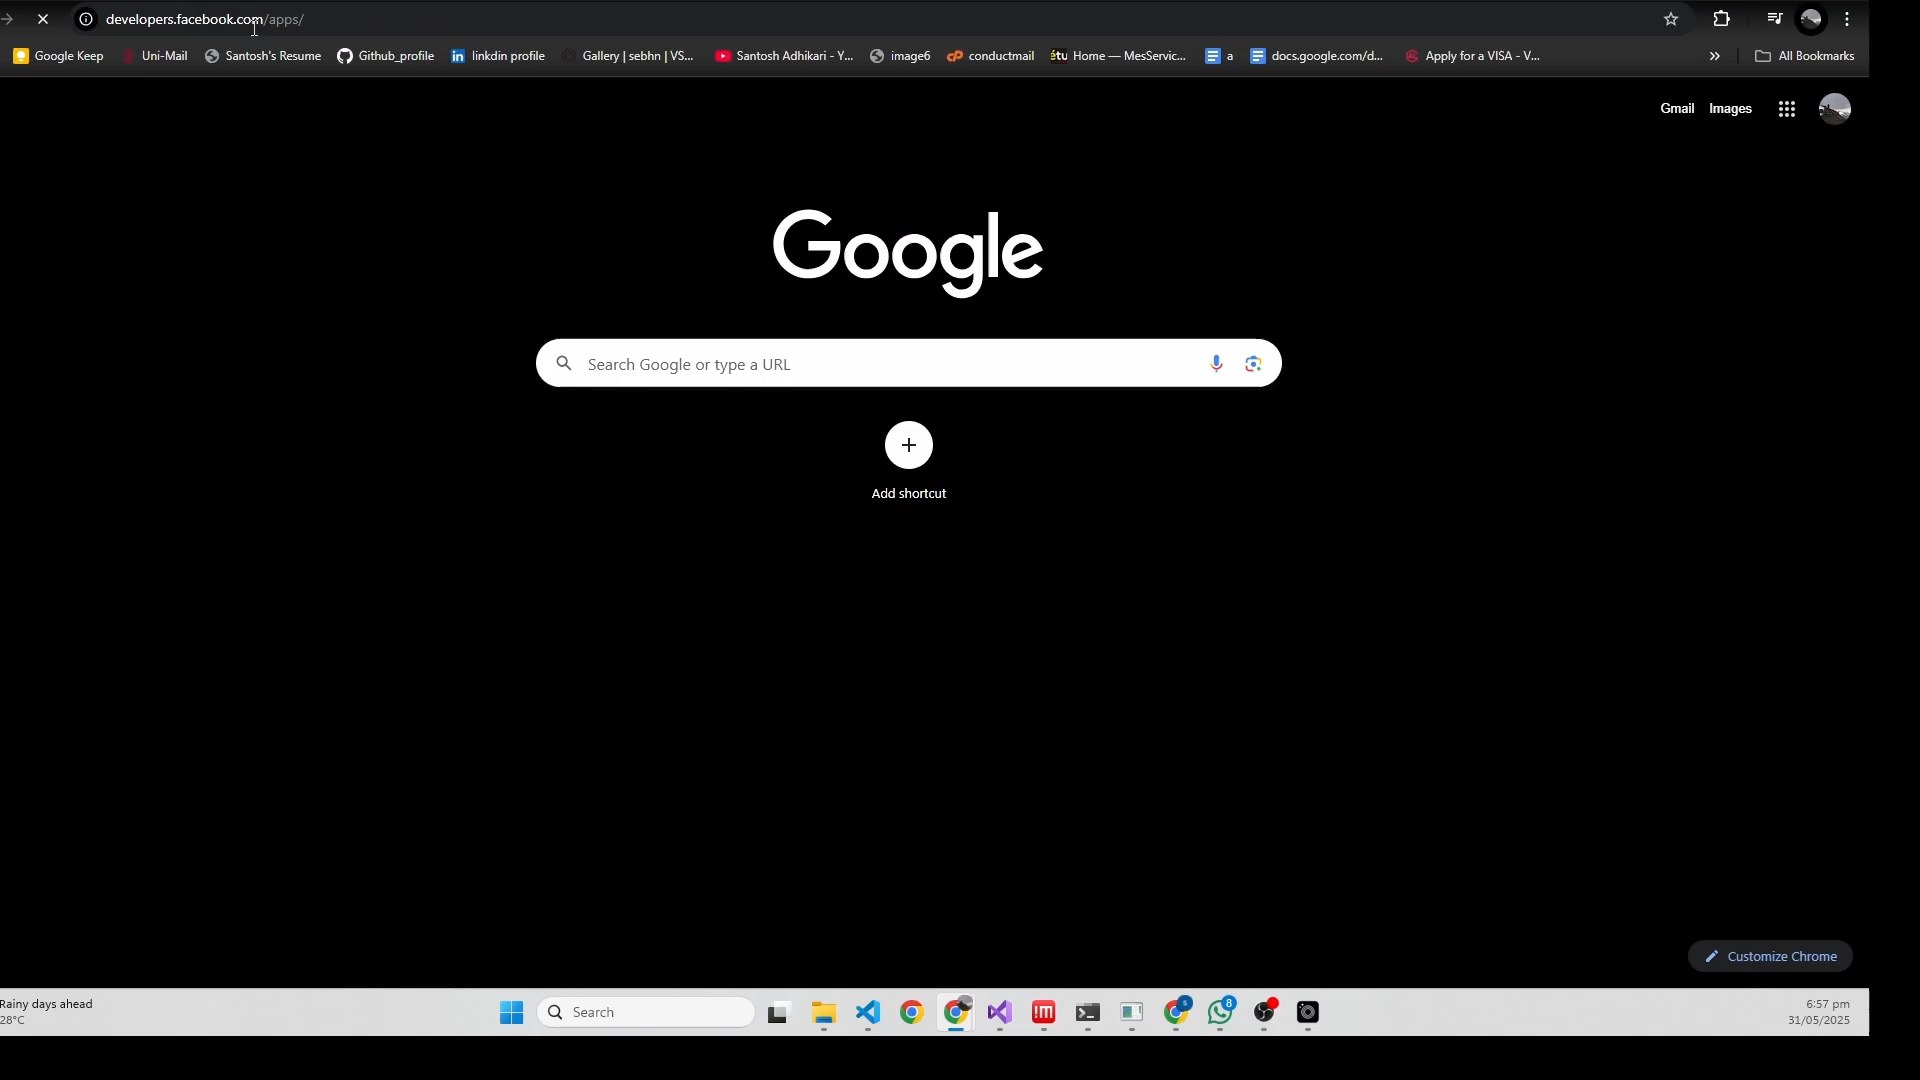 developers.facebook.com/apps/
Google Keep Uni-Mail Santosh's Resume Github_profile linkdin profile Gallery | sebhn | VS... Santosh Adhikari - Y... image6 conductmail Home — MesServic... a docs.google.com/d... Apply for a VISA - V... All Bookmarks
Gmail Images
Google
Search Google or type a URL
Add shortcut
Customize Chrome
Rainy days ahead
28°C
Search
8
6:57 pm
31/05/2025